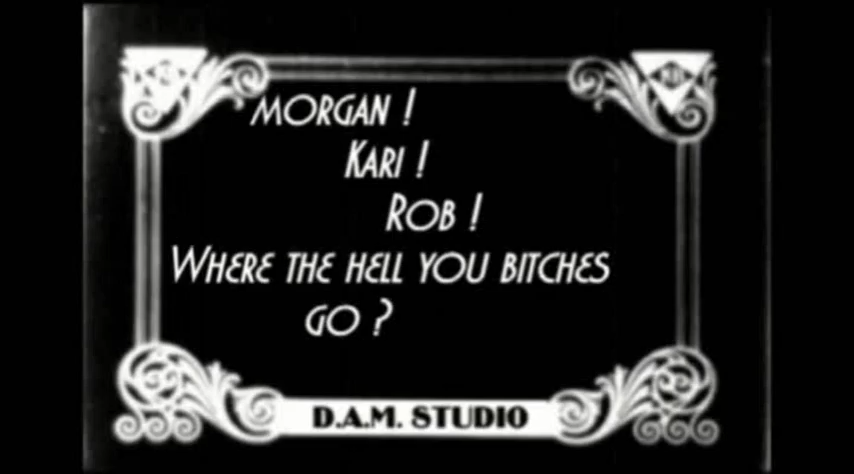 MORGAN !
KARI !
ROB !
WHERE THE HELL YOU BITCHES
GO ?
D.A.M. STUDIO